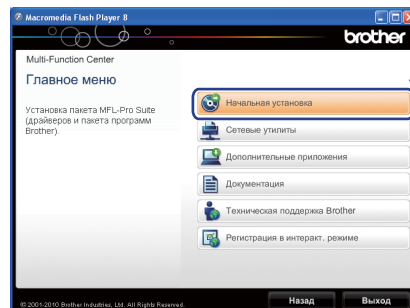 Macromedia Flash Player 8
brother
Multi-Function Center
Главное меню
Установка пакета MFL-Pro Suite
(драйверов и пакета программ
Brother).
Начальная установка
Сетевые утилиты
Дополнительные приложения
Документация
Техническая поддержка Brother
Регистрация в интеракт. режиме
© 2001-2010 Brother Industries, Ltd. All Rights Reserved.
Назад
Выход